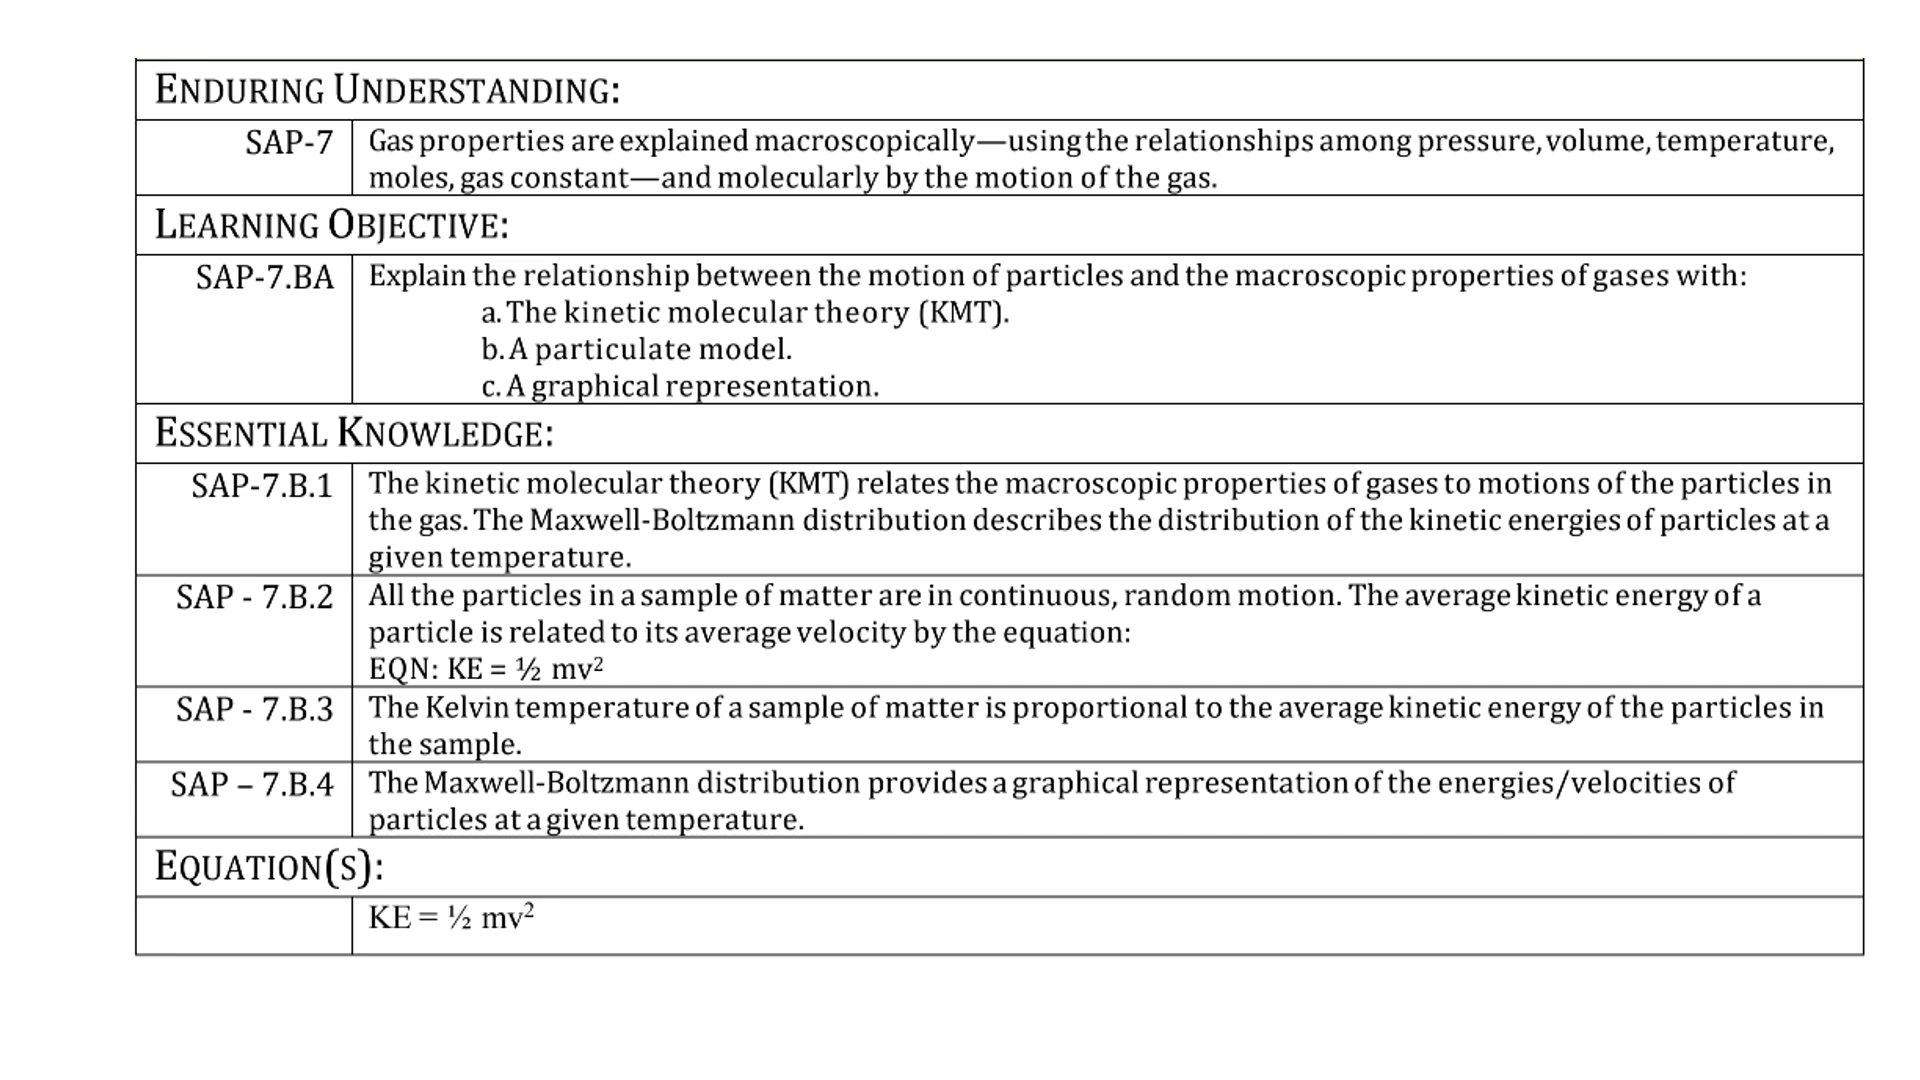 ENDURING UNDERSTANDING:
SAP-7 Gas properties are explained macroscopically—using the relationships among pressure, volume, temperature,
moles, gas constant—and molecularly by the motion of the gas.
LEARNING OBJECTIVE:
SAP-7.BA Explain the relationship between the motion of particles and the macroscopic properties of gases with:
a. The kinetic molecular theory (KMT).
b. A particulate model.
c. A graphical representation.
ESSENTIAL KNOWLEDGE:
SAP-7.B.1 The kinetic molecular theory (KMT) relates the macroscopic properties of gases to motions of the particles in
the gas. The Maxwell-Boltzmann distribution describes the distribution of the kinetic energies of particles at a
given temperature.
SAP - 7.B.2 All the particles in a sample of matter are in continuous, random motion. The average kinetic energy of a
particle is related to its average velocity by the equation:
EQN: KE = ½ mv²
SAP - 7.B.3 The Kelvin temperature of a sample of matter is proportional to the average kinetic energy of the particles in
the sample.
SAP – 7.B.4 The Maxwell-Boltzmann distribution provides a graphical representation of the energies/velocities of
particles at a given temperature.
EQUATION(S):
KE = ½ mv²